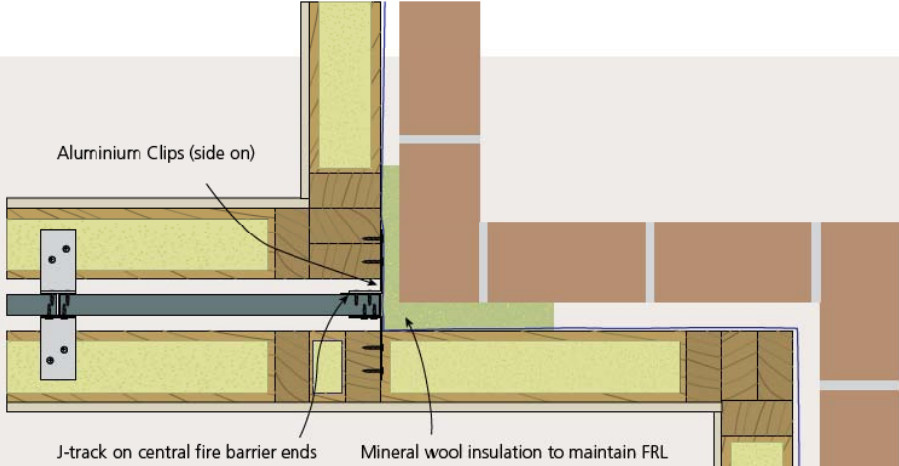 Aluminium Clips (side on)
J-track on central fire barrier ends
Mineral wool insulation to maintain FRL